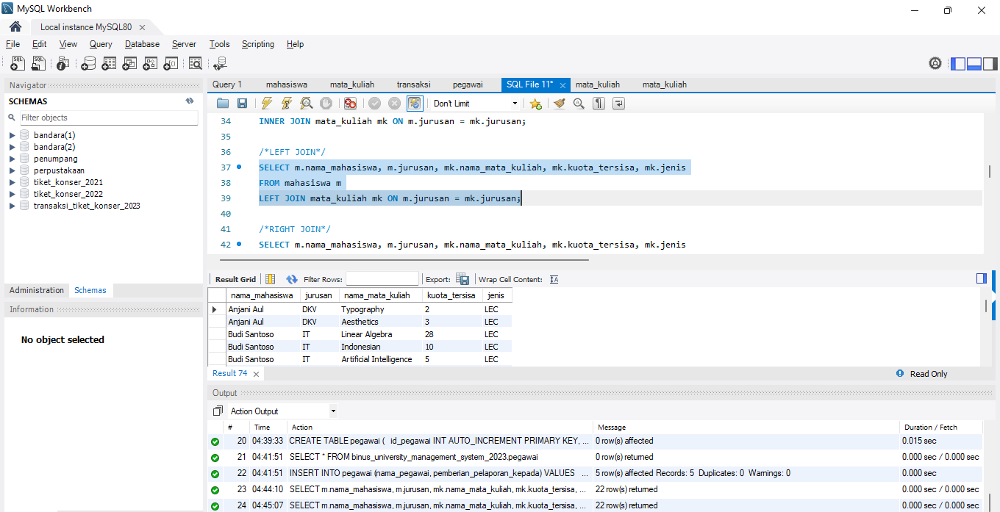 MySQL Workbench
Local instance MySQL80
File Edit View Query Database Server Tools Scripting Help
Navigator
SCHEMAS
Filter objects
bandara(1)
bandara(2)
penumpang
perpustakaan
tiket_konser_2021
tiket_konser_2022
transaksi_tiket_konser_2023
Administration Schemas
Information
No object selected
Query 1 mahasiswa mata_kuliah transaksi pegawai SQL File 11* mata_kuliah mata_kuliah
Don't Limit
34 INNER JOIN mata_kuliah mk ON m.jurusan = mk.jurusan;
35
36 /*LEFT JOIN*/
37 SELECT m.nama_mahasiswa, m.jurusan, mk.nama_mata_kuliah, mk.kuota_tersisa, mk.jenis
38 FROM mahasiswa m
39 LEFT JOIN mata_kuliah mk ON m.jurusan = mk.jurusan;
40
41 /*RIGHT JOIN*/
42 SELECT m.nama_mahasiswa, m.jurusan, mk.nama_mata_kuliah, mk.kuota_tersisa, mk.jenis
Result Grid Filter Rows: Export: Wrap Cell Content:
nama_mahasiswa jurusan nama_mata_kuliah kuota_tersisa jenis
Anjani Aul DKV Typography 2 LEC
Anjani Aul DKV Aesthetics 3 LEC
Budi Santoso IT Linear Algebra 28 LEC
Budi Santoso IT Indonesian 10 LEC
Budi Santoso IT Artificial Intelligence 5 LEC
Result 74 Read Only
Output
Action Output
# Time Action Message Duration / Fetch
20 04:39:33 CREATE TABLE pegawai ( id_pegawai INT AUTO_INCREMENT PRIMARY KEY, ... 0 row(s) affected 0.015 sec
21 04:41:51 SELECT * FROM binus_university_management_system_2023.pegawai 0 row(s) returned 0.000 sec / 0.000 sec
22 04:41:51 INSERT INTO pegawai (nama_pegawai, pemberian_pelaporan_kepada) VALUES ... 5 row(s) affected Records: 5 Duplicates: 0 Warnings: 0 0.000 sec
23 04:44:10 SELECT m.nama_mahasiswa, m.jurusan, mk.nama_mata_kuliah, mk.kuota_tersisa, ... 22 row(s) returned 0.000 sec / 0.000 sec
24 04:45:07 SELECT m.nama_mahasiswa, m.jurusan, mk.nama_mata_kuliah, mk.kuota_tersisa, ... 22 row(s) returned 0.000 sec / 0.000 sec